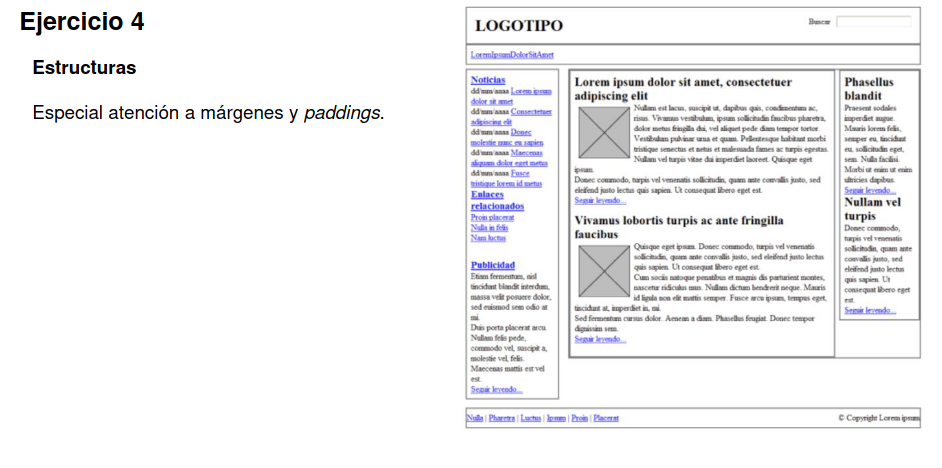 Ejercicio 4
Estructuras
Especial atención a márgenes y paddings.
LOGOTIPO
Buscar
LoremIpsumDolorSitAmet
Noticias
dd/mm/aaaa Lorem ipsum
dolor sit amet
dd/mm/aaaa Consectetuer
adipiscing elit
dd/mm/aaaa Donec
molestie nunc eu sapien
dd/mm/aaaa Maecenas
aliquam dolor eget metus
dd/mm/aaaa Fusce
tristique lorem id metus
Enlaces
relacionados
Proin placerat
Nulla in felis
Nam luctus
Publicidad
Etiam fermentum, nisl
tincidunt blandit interdum,
massa velit posuere dolor,
sed euismod sem odio at
mi.
Duis porta placerat arcu.
Nullam felis pede,
commodo vel, suscipit a,
molestie vel, felis.
Maecenas mattis est vel
est.
Seguir leyendo...
Lorem ipsum dolor sit amet, consectetuer
adipiscing elit
Nullam est lacus, suscipit ut, dapibus quis, condimentum ac,
risus. Vivamus vestibulum, ipsum sollicitudin faucibus pharetra,
dolor metus fringilla dui, vel aliquet pede diam tempor tortor.
Vestibulum pulvinar urna et quam. Pellentesque habitant morbi
tristique senectus et netus et malesuada fames ac turpis egestas.
Nullam vel turpis vitae dui imperdiet laoreet. Quisque eget
ipsum.
Donec commodo, turpis vel venenatis sollicitudin, quam ante convallis justo, sed
eleifend justo lectus quis sapien. Ut consequat libero eget est.
Seguir leyendo...
Vivamus lobortis turpis ac ante fringilla
faucibus
Quisque eget ipsum. Donec commodo, turpis vel venenatis
sollicitudin, quam ante convallis justo, sed eleifend justo lectus
quis sapien. Ut consequat libero eget est.
Cum sociis natoque penatibus et magnis dis parturient montes,
nascetur ridiculus mus. Nullam dictum hendrerit neque. Mauris
id ligula non elit mattis semper. Fusce arcu ipsum, tempus eget,
tincidunt at, imperdiet in, mi.
Sed fermentum cursus dolor. Aenean a diam. Phasellus feugiat. Donec tempor
dignissim sem.
Seguir leyendo...
Phasellus
blandit
Praesent sodales
imperdiet augue.
Mauris lorem felis,
semper eu, tincidunt
eu, sollicitudin eget,
sem. Nulla facilisi.
Morbi ut enim ut enim
ultricies dapibus.
Seguir leyendo...
Nullam vel
turpis
Donec commodo,
turpis vel venenatis
sollicitudin, quam ante
convallis justo, sed
eleifend justo lectus
quis sapien. Ut
consequat libero eget
est.
Seguir leyendo...
Nulla | Pharetra | Luctus | Ipsum | Proin | Placerat
© Copyright Lorem ipsum